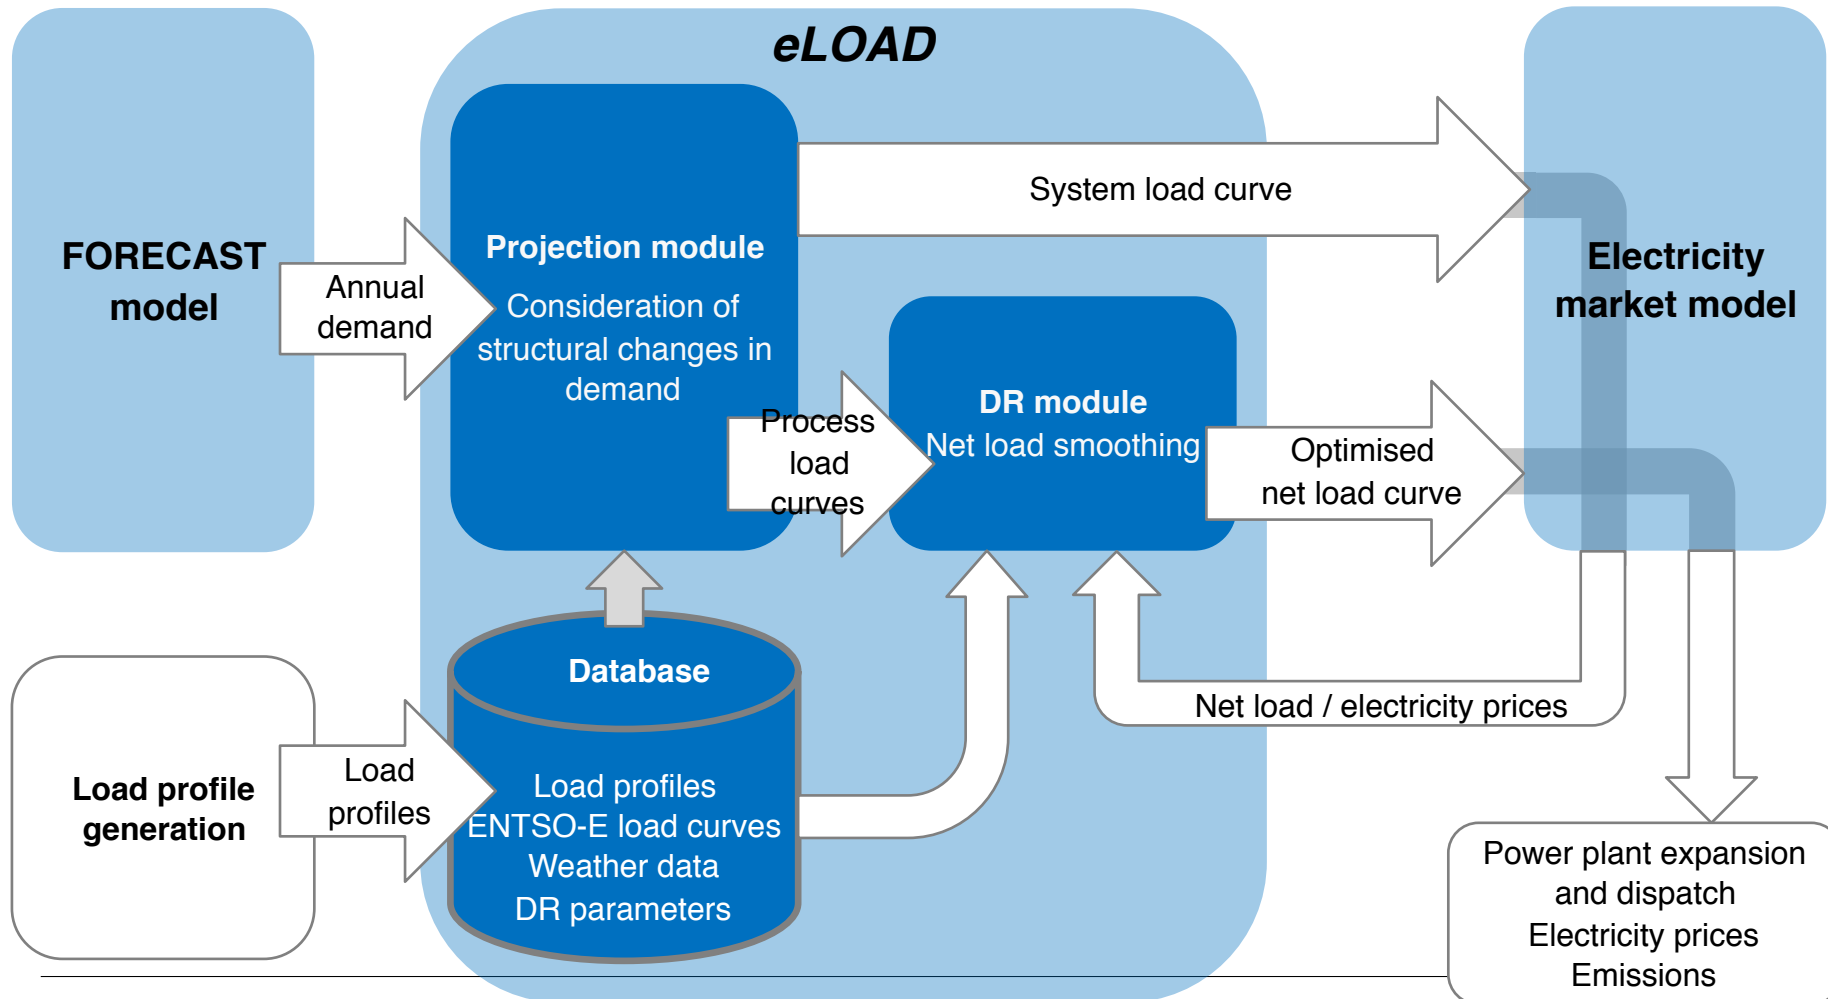 eLOAD
FORECAST
model
Annual
demand
Projection module
Consideration of
structural changes in
demand
System load curve
Electricity
market model
Process
load
curves
DR module
Net load smoothing
Optimised
net load curve
Net load / electricity prices
Load profile
generation
Load
profiles
Database
Load profiles
ENTSO-E load curves
Weather data
DR parameters
Power plant expansion
and dispatch
Electricity prices
Emissions